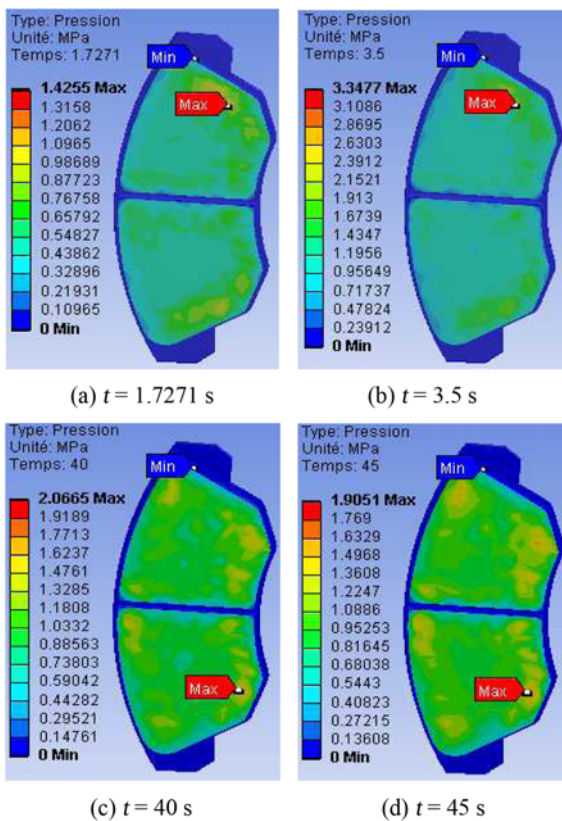 Type: Pression
Unité: MPa
Temps: 1.7271
1.4255 Max
1.3158
1.2062
1.0965
0.98689
0.87723
0.76758
0.65792
0.54827
0.43862
0.32896
0.21931
0.10965
0 Min
Min
Max
(a) t = 1.7271 s
Type: Pression
Unité: MPa
Temps: 3.5
3.3477 Max
3.1086
2.8695
2.6303
2.3912
2.1521
1.913
1.6739
1.4347
1.1956
0.95649
0.71737
0.47824
0.23912
0 Min
Min
Max
(b) t = 3.5 s
Type: Pression
Unité: MPa
Temps: 40
2.0665 Max
1.9189
1.7713
1.6237
1.4761
1.3285
1.1808
1.0332
0.88563
0.73803
0.59042
0.44282
0.29521
0.14761
0 Min
Min
Max
(c) t = 40 s
Type: Pression
Unité: MPa
Temps: 45
1.9051 Max
1.769
1.6329
1.4968
1.3608
1.2247
1.0886
0.95253
0.81645
0.68038
0.5443
0.40823
0.27215
0.13608
0 Min
Min
Max
(d) t = 45 s